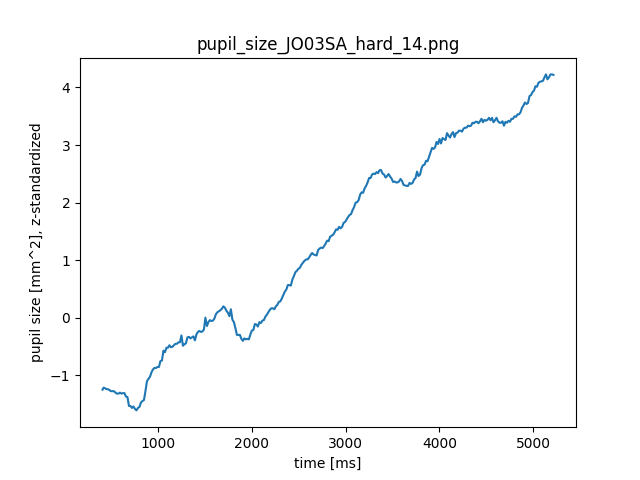 pupil_size_JO03SA_hard_14.png
4
3
2
1
0
−1
pupil size [mm^2], z-standardized
1000 2000 3000 4000 5000
time [ms]